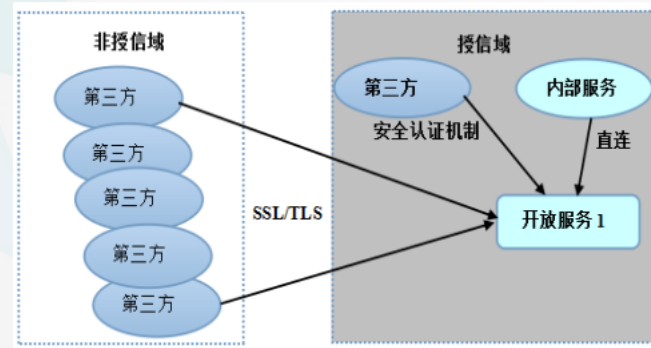 非授信域
第三方
第三方
第三方
第三方
第三方
SSL/TLS
授信域
第三方
内部服务
安全认证机制
直连
开放服务1